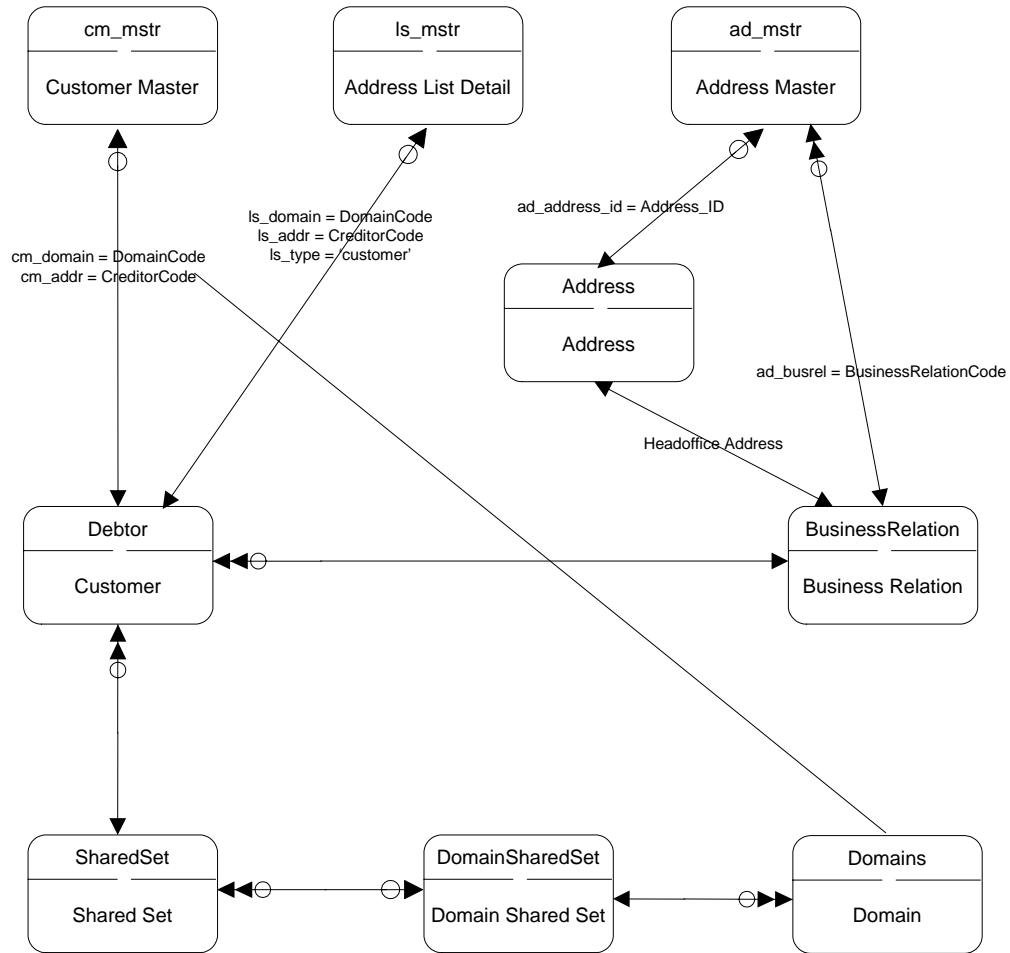 cm_mstr
Customer Master
ls_mstr
Address List Detail
ad_mstr
Address Master
ls_domain = DomainCode
ls_addr = CreditorCode
ls_type = 'customer’
ad_address_id = Address_ID
cm_domain = DomainCode
cm_addr = CreditorCode
Address
Address
ad_busrel = BusinessRelationCode
Headoffice Address
Debtor
Customer
BusinessRelation
Business Relation
SharedSet
Shared Set
DomainSharedSet
Domain Shared Set
Domains
Domain